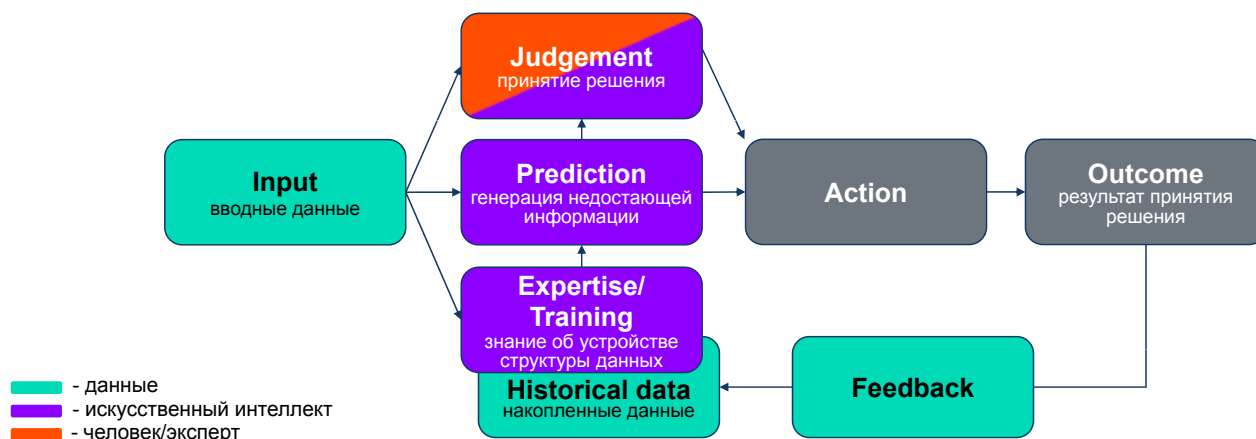 Judgement
принятие решения
Input
вводные данные
Prediction
генерация недостающей
информации
Action
Outcome
результат принятия
решения
Expertise/
Training
знание об устройстве
структуры данных
Historical data
накопленные данные
Feedback
- данные
- искусственный интеллект
- человек/эксперт